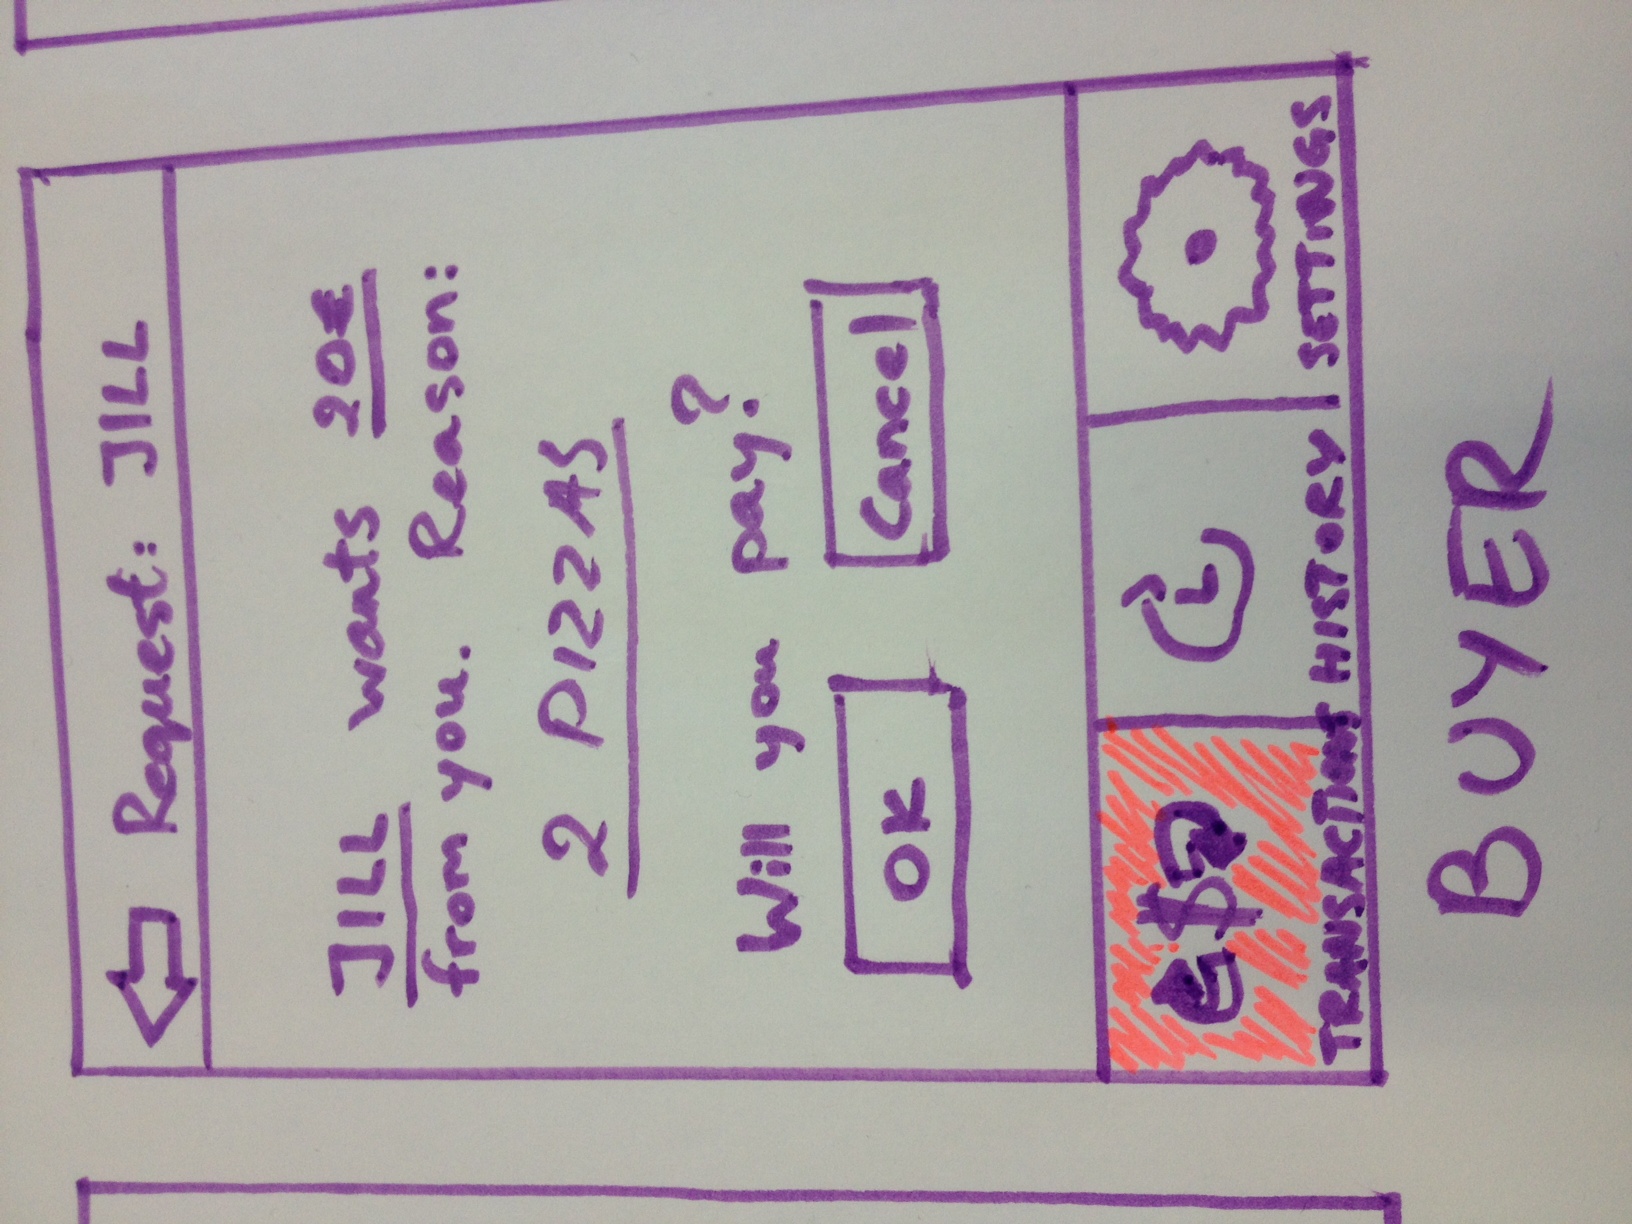 Request: JILL
JILL wants 20€
from you. Reason:
2 PIZZAS
Will you pay?
OK Cancel
$
TRANSACTIONS HISTORY SETTINGS
BUYER